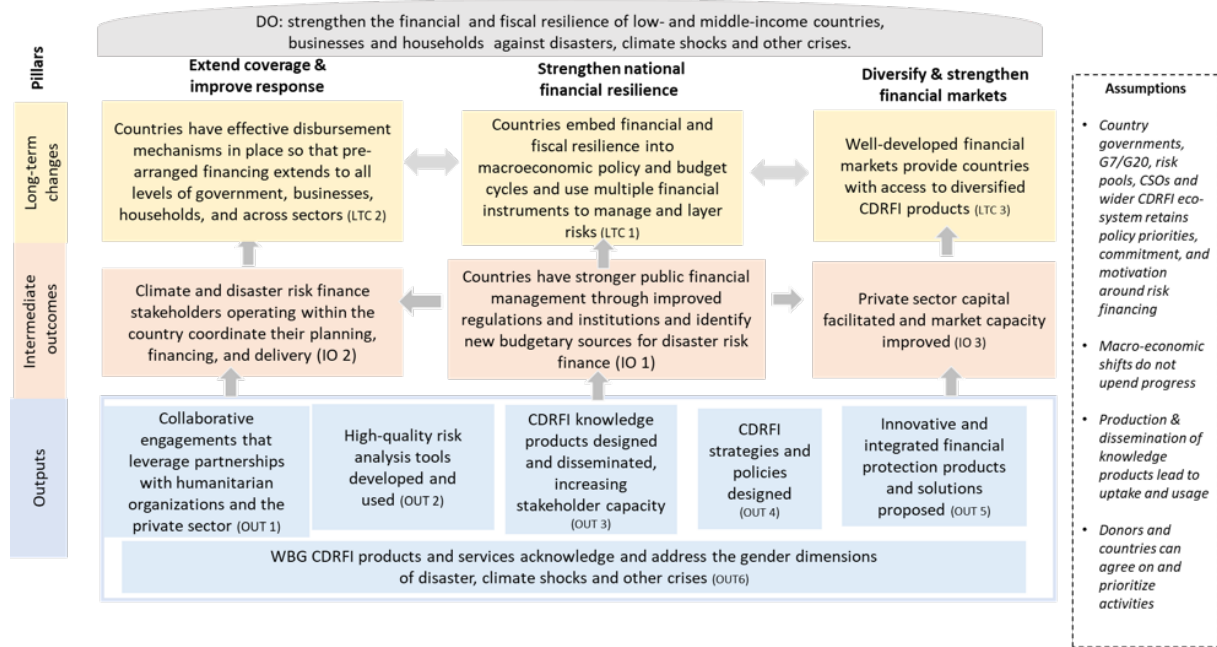 DO: strengthen the financial and fiscal resilience of low- and middle-income countries,
businesses and households against disasters, climate shocks and other crises.
Pillars
Extend coverage &
improve response
Strengthen national
financial resilience
Diversify & strengthen
financial markets
Long-term
changes
Countries have effective disbursement
mechanisms in place so that pre-
arranged financing extends to all
levels of government, businesses,
households, and across sectors (LTC 2)
Countries embed financial and
fiscal resilience into
macroeconomic policy and budget
cycles and use multiple financial
instruments to manage and layer
risks (LTC 1)
Well-developed financial
markets provide countries
with access to diversified
CDRFI products (LTC 3)
Intermediate
outcomes
Climate and disaster risk finance
stakeholders operating within the
country coordinate their planning,
financing, and delivery (IO 2)
Countries have stronger public financial
management through improved
regulations and institutions and identify
new budgetary sources for disaster risk
finance (IO 1)
Private sector capital
facilitated and market capacity
improved (IO 3)
Outputs
Collaborative
engagements that
leverage partnerships
with humanitarian
organizations and the
private sector (OUT 1)
High-quality risk
analysis tools
developed and
used (OUT 2)
CDRFI knowledge
products designed
and disseminated,
increasing
stakeholder capacity
(OUT 3)
CDRFI
strategies and
policies
designed
(OUT 4)
Innovative and
integrated financial
protection products
and solutions
proposed (OUT 5)
WBG CDRFI products and services acknowledge and address the gender dimensions
of disaster, climate shocks and other crises (OUT6)
Assumptions
• Country
governments,
G7/G20, risk
pools, CSOs and
wider CDRFI eco-
system retains
policy priorities,
commitment, and
motivation
around risk
financing
• Macro-economic
shifts do not
upend progress
• Production &
dissemination of
knowledge
products lead to
uptake and usage
• Donors and
countries can
agree on and
prioritize
activities